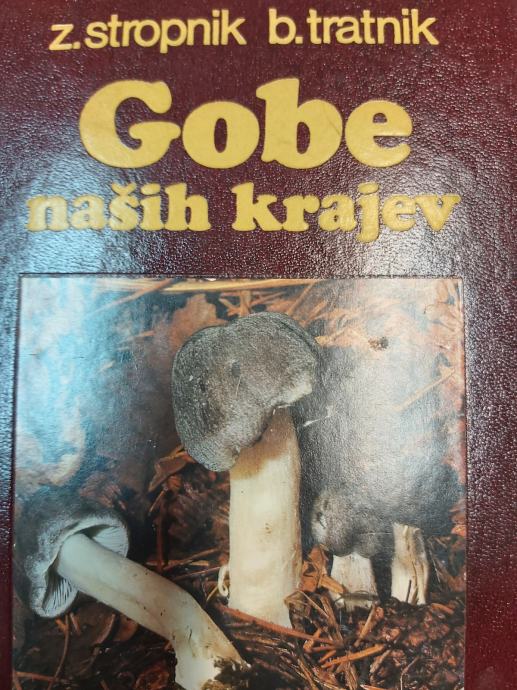 z. stropnik b. tratnik
Gobe
naših krajev